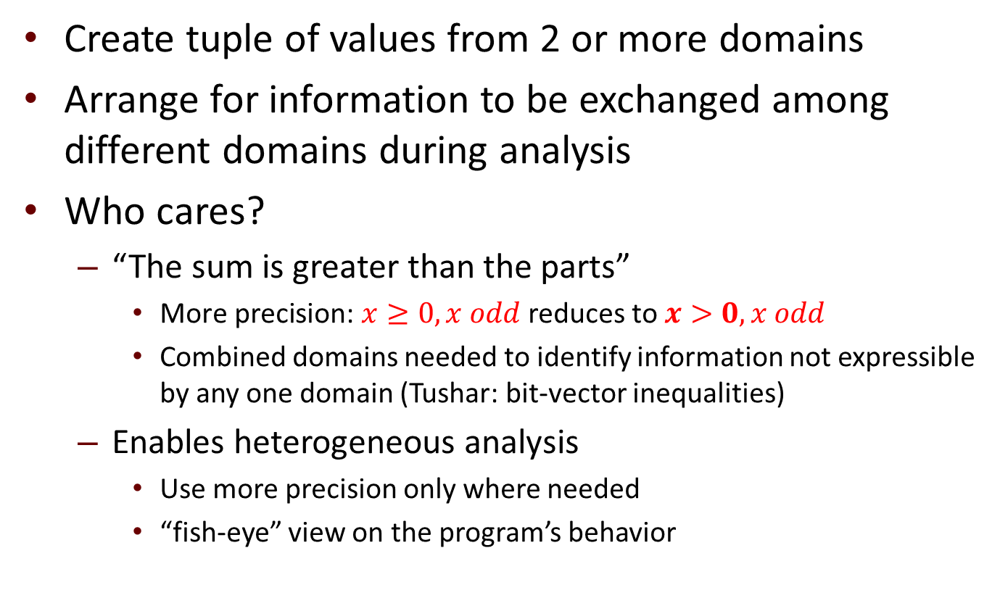 • Create tuple of values from 2 or more domains
• Arrange for information to be exchanged among
different domains during analysis
• Who cares?
– “The sum is greater than the parts”
• More precision: x ≥ 0, x odd reduces to x > 0, x odd
• Combined domains needed to identify information not expressible
by any one domain (Tushar: bit-vector inequalities)
– Enables heterogeneous analysis
• Use more precision only where needed
• “fish-eye” view on the program’s behavior